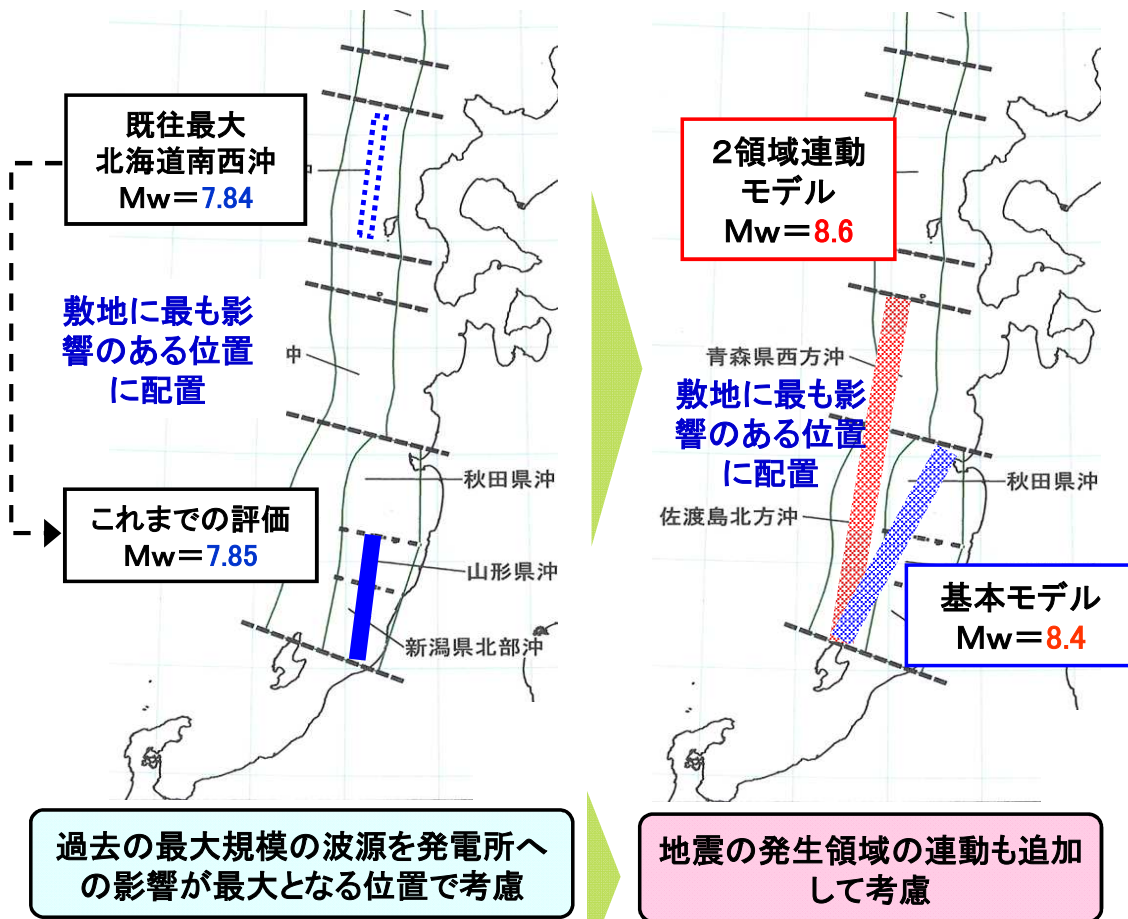 既往最大
北海道南西沖
Mw=7.84
敷地に最も影
響のある位置
に配置
中
秋田県沖
これまでの評価
Mw=7.85
山形県沖
新潟県北部沖
過去の最大規模の波源を発電所へ
の影響が最大となる位置で考慮
2領域連動
モデル
Mw=8.6
青森県西方沖
敷地に最も影
響のある位置
に配置
秋田県沖
佐渡島北方沖
基本モデル
Mw=8.4
地震の発生領域の連動も追加
して考慮